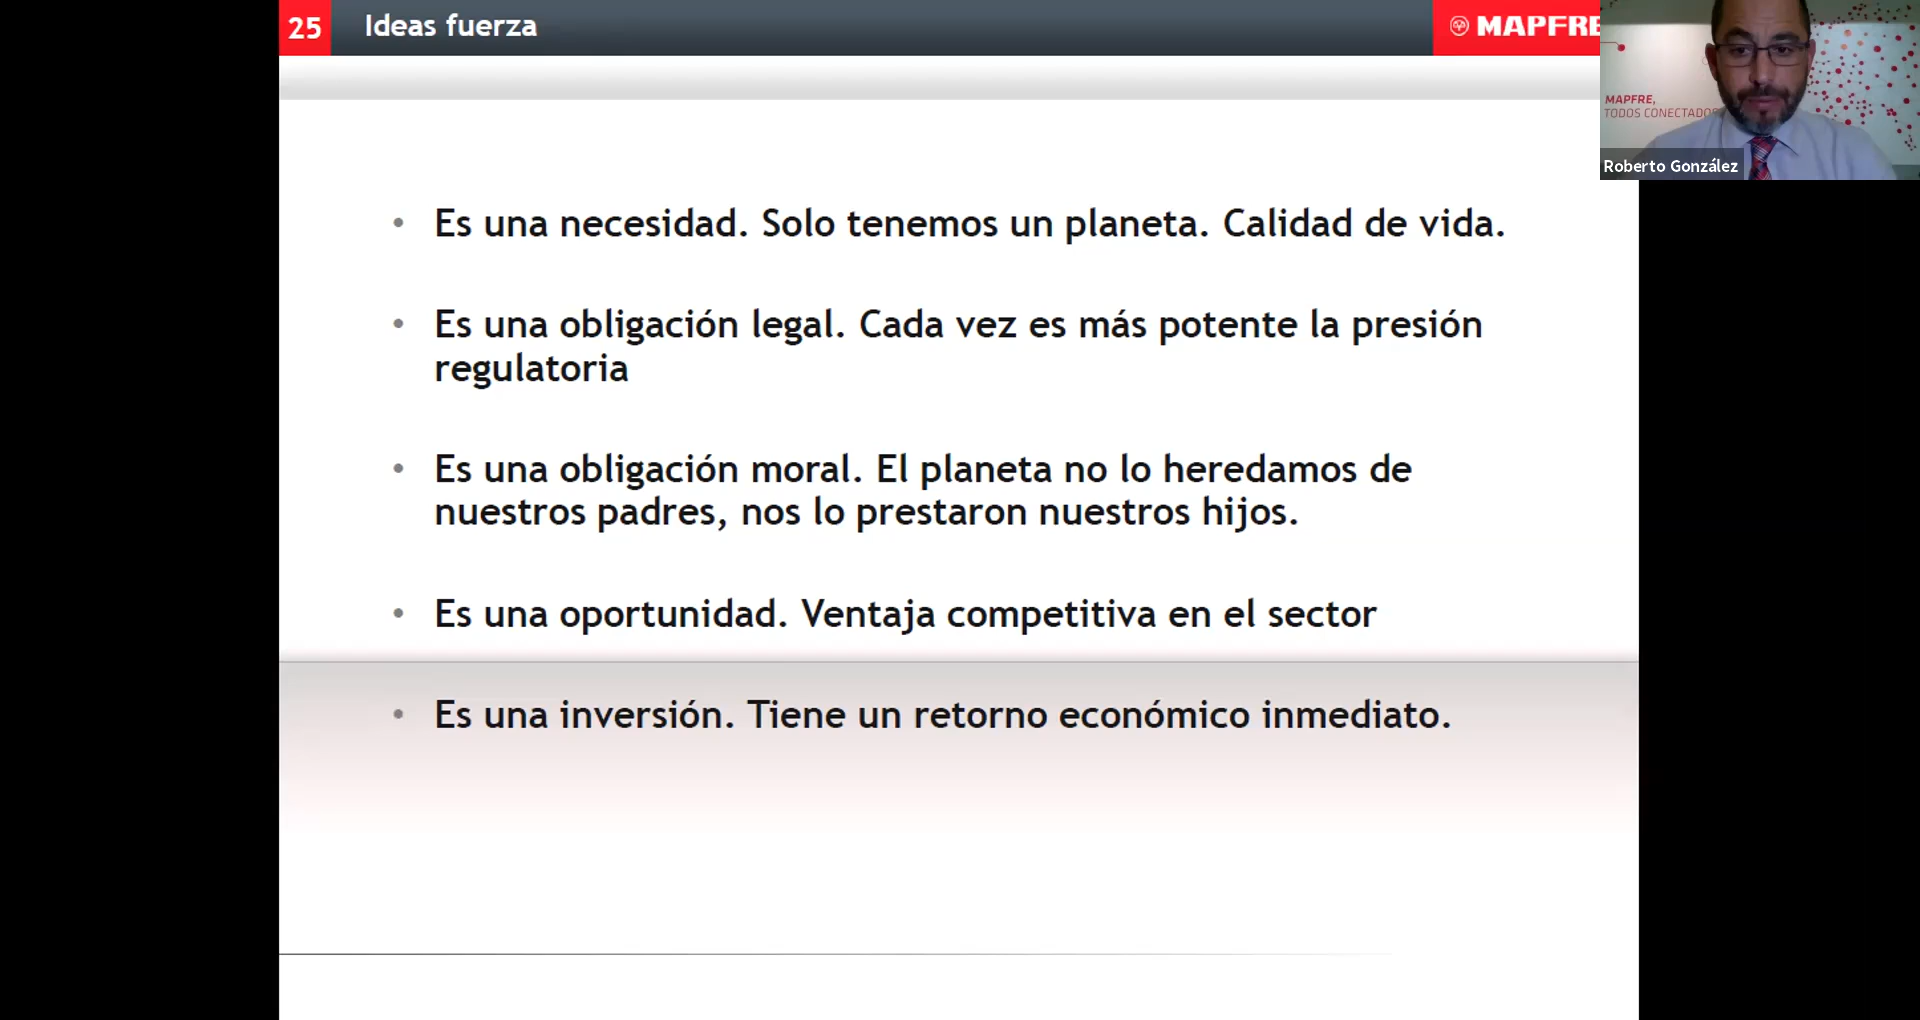 25 Ideas fuerza
MAPFRE
MAPFRE,
TODOS CONECTADOS
Roberto González
• Es una necesidad. Solo tenemos un planeta. Calidad de vida.
• Es una obligación legal. Cada vez es más potente la presión
regulatoria
• Es una obligación moral. El planeta no lo heredamos de
nuestros padres, nos lo prestaron nuestros hijos.
• Es una oportunidad. Ventaja competitiva en el sector
• Es una inversión. Tiene un retorno económico inmediato.